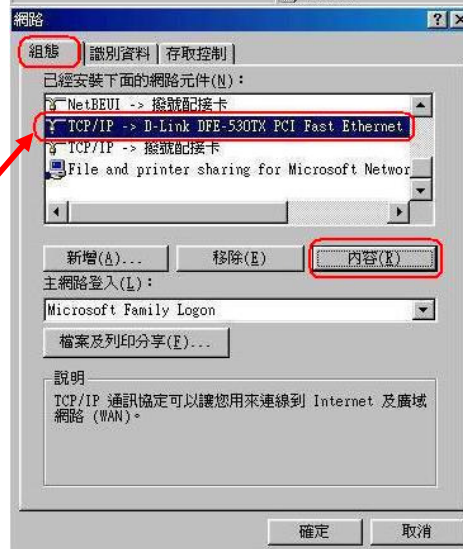 網路
組態
識別資料
存取控制
已經安裝下面的網路元件(N)：
NetBEUI -> 撥號配接卡
TCP/IP -> D-Link DFE-530TX PCI Fast Ethernet
TCP/IP -> 撥號配接卡
File and printer sharing for Microsoft Networ
新增(A)...
移除(E)
內容(R)
主網路登入(L)：
Microsoft Family Logon
檔案及列印分享(F)...
說明
TCP/IP 通訊協定可以讓您用來連線到 Internet 及廣域
網路 (WAN)。
確定
取消